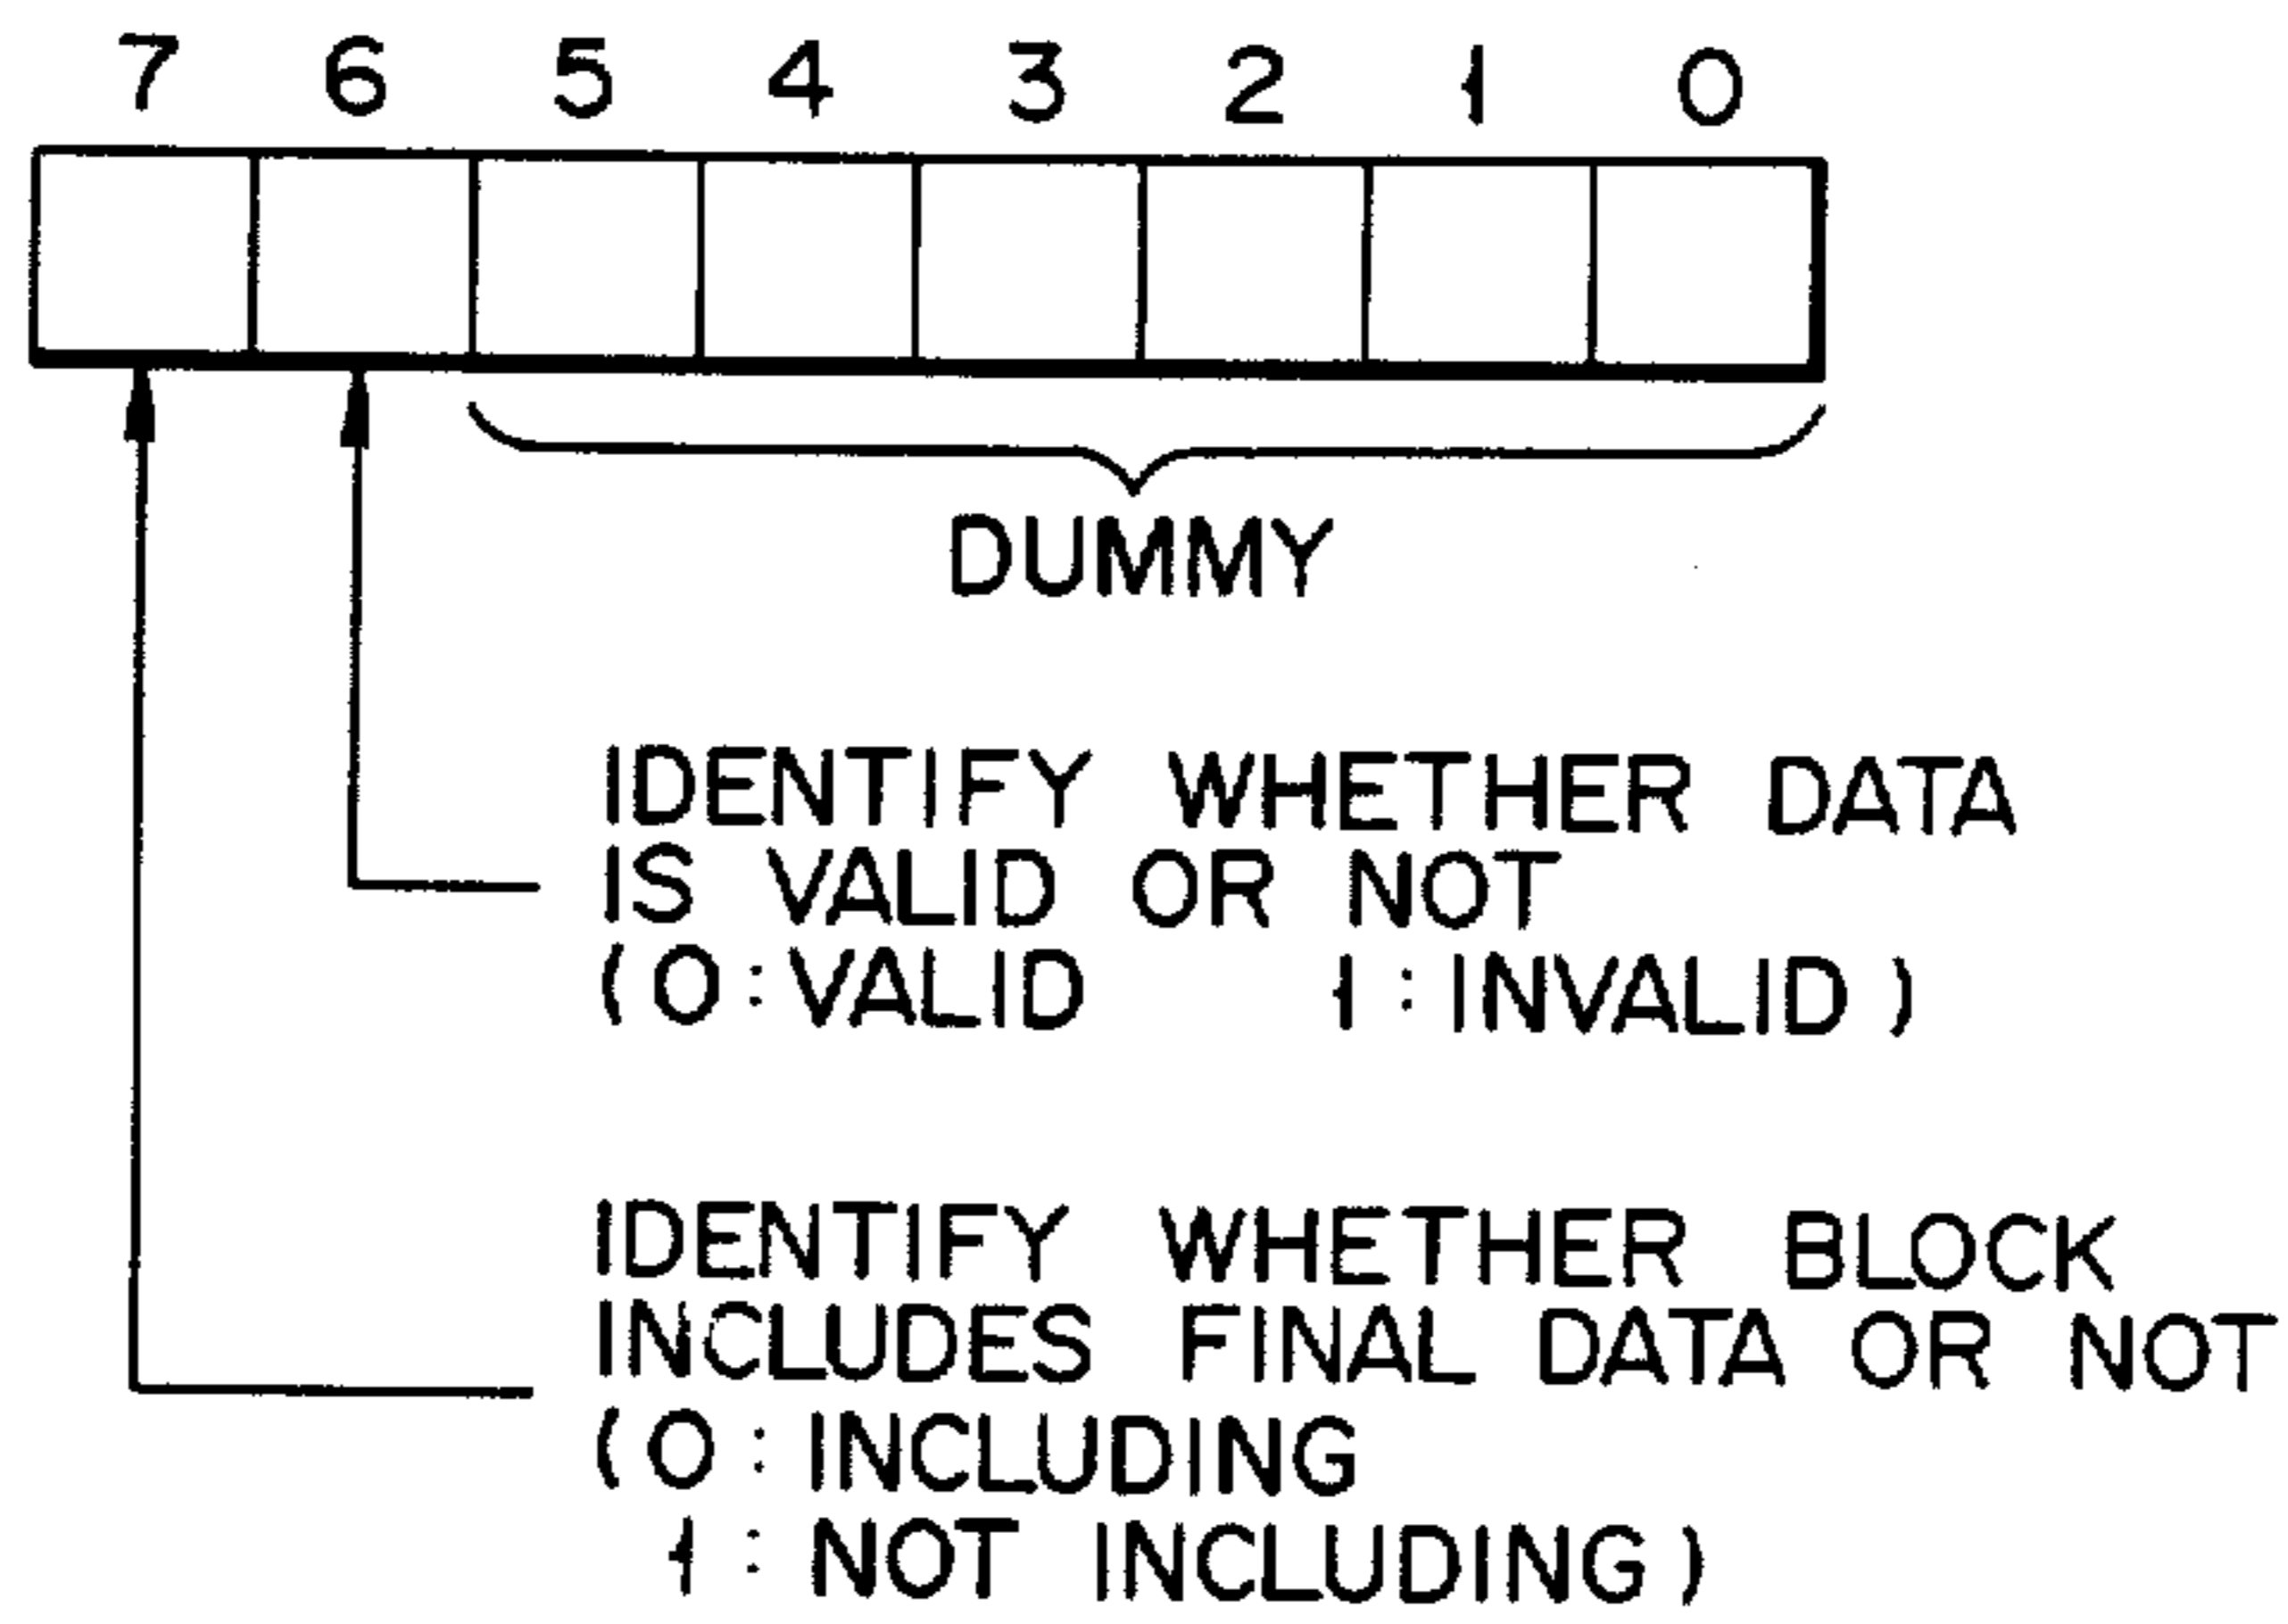 7 6 5 4 3 2 1 0
DUMMY
IDENTIFY WHETHER DATA
IS VALID OR NOT
(0: VALID 1: INVALID)
IDENTIFY WHETHER BLOCK
INCLUDES FINAL DATA OR NOT
(0: INCLUDING
1: NOT INCLUDING)